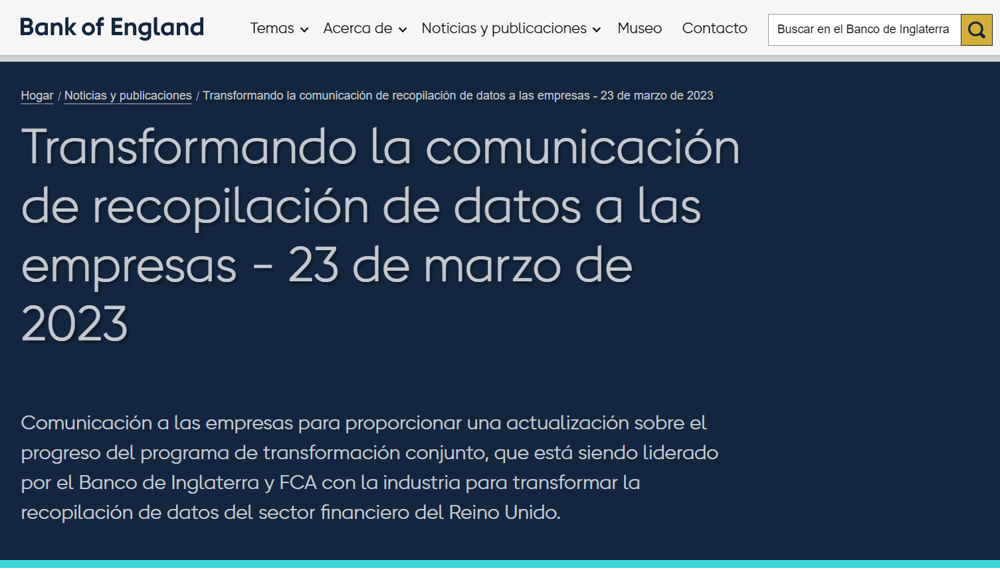 Bank of England
Temas Acerca de Noticias y publicaciones Museo Contacto Buscar en el Banco de Inglaterra
Hogar / Noticias y publicaciones / Transformando la comunicación de recopilación de datos a las empresas - 23 de marzo de 2023
Transformando la comunicación
de recopilación de datos a las
empresas - 23 de marzo de
2023
Comunicación a las empresas para proporcionar una actualización sobre el
progreso del programa de transformación conjunto, que está siendo liderado
por el Banco de Inglaterra y FCA con la industria para transformar la
recopilación de datos del sector financiero del Reino Unido.